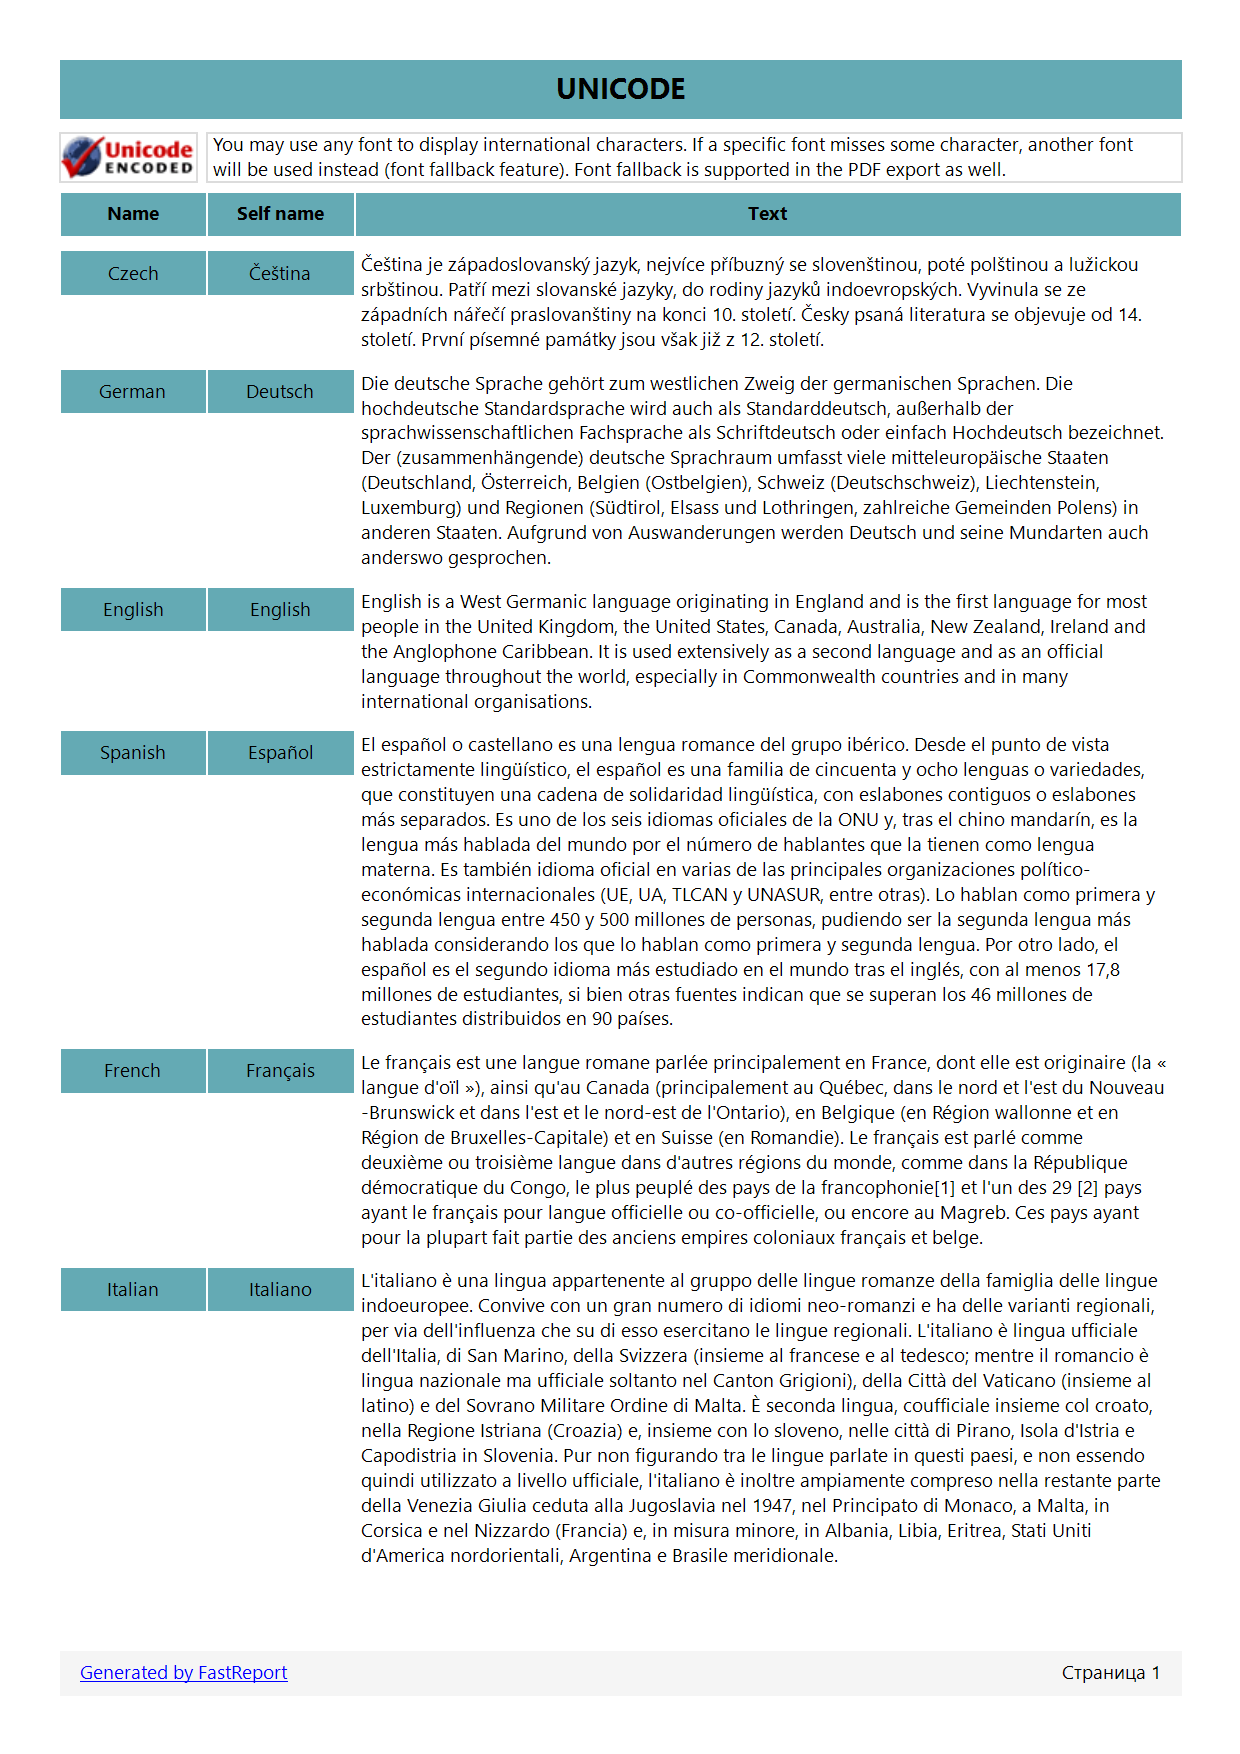 UNICODE
Unicode
ENCODED
You may use any font to display international characters. If a specific font misses some character, another font
will be used instead (font fallback feature). Font fallback is supported in the PDF export as well.
Name Self name Text
Czech Čeština
Čeština je západoslovanský jazyk, nejvíce příbuzný se slovenštinou, poté polštinou a lužickou
srbštinou. Patří mezi slovanské jazyky, do rodiny jazyků indoevropských. Vyvinula se ze
západních nářečí praslovanštiny na konci 10. století. Česky psaná literatura se objevuje od 14.
století. První písemné památky jsou však již z 12. století.
German Deutsch
Die deutsche Sprache gehört zum westlichen Zweig der germanischen Sprachen. Die
hochdeutsche Standardsprache wird auch als Standarddeutsch, außerhalb der
sprachwissenschaftlichen Fachsprache als Schriftdeutsch oder einfach Hochdeutsch bezeichnet.
Der (zusammenhängende) deutsche Sprachraum umfasst viele mitteleuropäische Staaten
(Deutschland, Österreich, Belgien (Ostbelgien), Schweiz (Deutschschweiz), Liechtenstein,
Luxemburg) und Regionen (Südtirol, Elsass und Lothringen, zahlreiche Gemeinden Polens) in
anderen Staaten. Aufgrund von Auswanderungen werden Deutsch und seine Mundarten auch
anderswo gesprochen.
English English
English is a West Germanic language originating in England and is the first language for most
people in the United Kingdom, the United States, Canada, Australia, New Zealand, Ireland and
the Anglophone Caribbean. It is used extensively as a second language and as an official
language throughout the world, especially in Commonwealth countries and in many
international organisations.
Spanish Español
El español o castellano es una lengua romance del grupo ibérico. Desde el punto de vista
estrictamente lingüístico, el español es una familia de cincuenta y ocho lenguas o variedades,
que constituyen una cadena de solidaridad lingüística, con eslabones contiguos o eslabones
más separados. Es uno de los seis idiomas oficiales de la ONU y, tras el chino mandarín, es la
lengua más hablada del mundo por el número de hablantes que la tienen como lengua
materna. Es también idioma oficial en varias de las principales organizaciones político-
económicas internacionales (UE, UA, TLCAN y UNASUR, entre otras). Lo hablan como primera y
segunda lengua entre 450 y 500 millones de personas, pudiendo ser la segunda lengua más
hablada considerando los que lo hablan como primera y segunda lengua. Por otro lado, el
español es el segundo idioma más estudiado en el mundo tras el inglés, con al menos 17,8
millones de estudiantes, si bien otras fuentes indican que se superan los 46 millones de
estudiantes distribuidos en 90 países.
French Français
Le français est une langue romane parlée principalement en France, dont elle est originaire (la «
langue d'oïl »), ainsi qu'au Canada (principalement au Québec, dans le nord et l'est du Nouveau
-Brunswick et dans l'est et le nord-est de l'Ontario), en Belgique (en Région wallonne et en
Région de Bruxelles-Capitale) et en Suisse (en Romandie). Le français est parlé comme
deuxième ou troisième langue dans d'autres régions du monde, comme dans la République
démocratique du Congo, le plus peuplé des pays de la francophonie[1] et l'un des 29 [2] pays
ayant le français pour langue officielle ou co-officielle, ou encore au Magreb. Ces pays ayant
pour la plupart fait partie des anciens empires coloniaux français et belge.
Italian Italiano
L'italiano è una lingua appartenente al gruppo delle lingue romanze della famiglia delle lingue
indoeuropee. Convive con un gran numero di idiomi neo-romanzi e ha delle varianti regionali,
per via dell'influenza che su di esso esercitano le lingue regionali. L'italiano è lingua ufficiale
dell'Italia, di San Marino, della Svizzera (insieme al francese e al tedesco; mentre il romancio è
lingua nazionale ma ufficiale soltanto nel Canton Grigioni), della Città del Vaticano (insieme al
latino) e del Sovrano Militare Ordine di Malta. È seconda lingua, coufficiale insieme col croato,
nella Regione Istriana (Croazia) e, insieme con lo sloveno, nelle città di Pirano, Isola d'Istria e
Capodistria in Slovenia. Pur non figurando tra le lingue parlate in questi paesi, e non essendo
quindi utilizzato a livello ufficiale, l'italiano è inoltre ampiamente compreso nella restante parte
della Venezia Giulia ceduta alla Jugoslavia nel 1947, nel Principato di Monaco, a Malta, in
Corsica e nel Nizzardo (Francia) e, in misura minore, in Albania, Libia, Eritrea, Stati Uniti
d'America nordorientali, Argentina e Brasile meridionale.
Generated by FastReport Страница 1